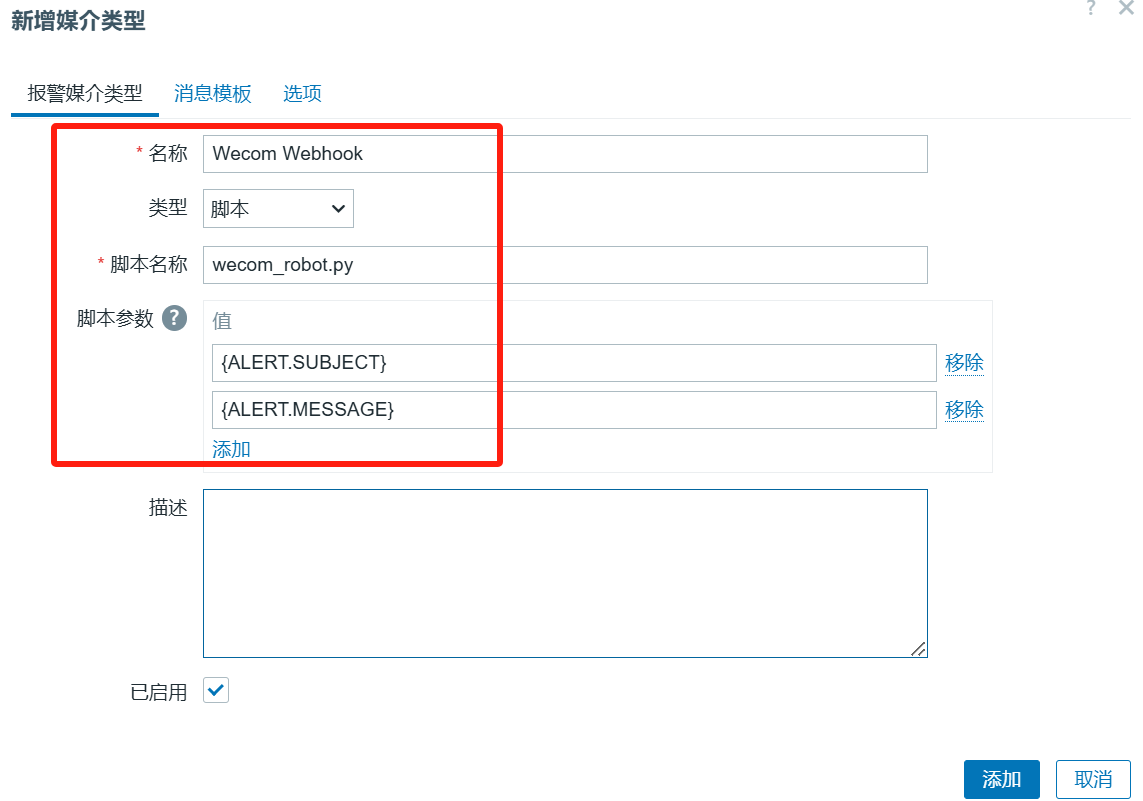 新增媒介类型 ?
报警媒介类型 消息模板 选项
* 名称 Wecom Webhook
类型 脚本
* 脚本名称 wecom_robot.py
脚本参数 ? 值
{ALERT.SUBJECT} 移除
{ALERT.MESSAGE} 移除
添加
描述
已启用
添加 取消